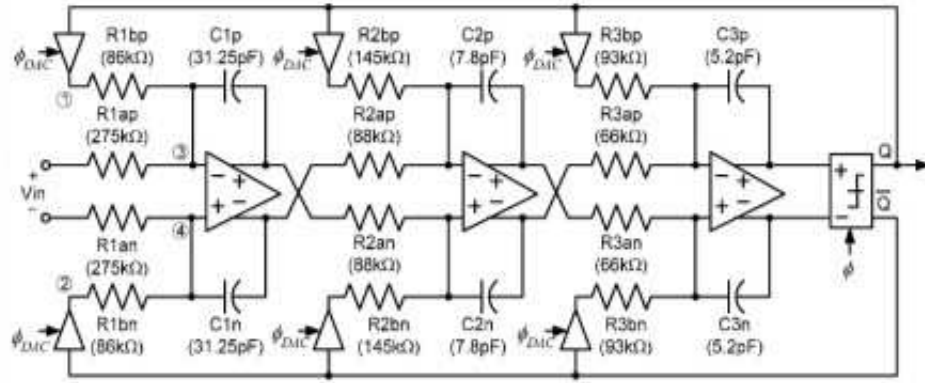 R1bp C1p R2bp C2p R3bp C3p
(86kΩ) (31.25pF) (145kΩ) (7.8pF) (93kΩ) (5.2pF)
ϕDAC ϕDAC ϕDAC
①
R1ap R2ap R3ap
(275kΩ) (88kΩ) (66kΩ)
③
+ Vin −
− + − + − + + Q
+ − + − + − − Q̅
④
R1an R2an R3an ϕ
(275kΩ) (88kΩ) (66kΩ)
②
ϕDAC ϕDAC ϕDAC
R1bn C1n R2bn C2n R3bn C3n
(86kΩ) (31.25pF) (145kΩ) (7.8pF) (93kΩ) (5.2pF)